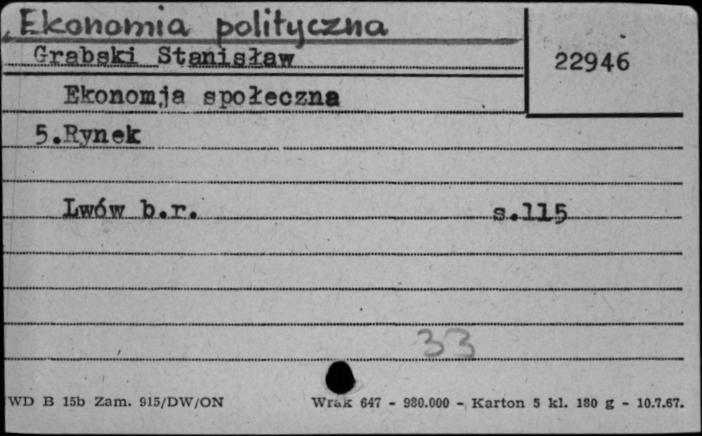 Ekonomia polityczna
Grabski Stanisław
22946
Ekonomja społeczna
5.Rynek
Lwów b.r. s.115
33
WD B 15b Zam. 915/DW/ON Wrak 647 - 980.000 - Karton 5 kl. 180 g - 10.7.67.